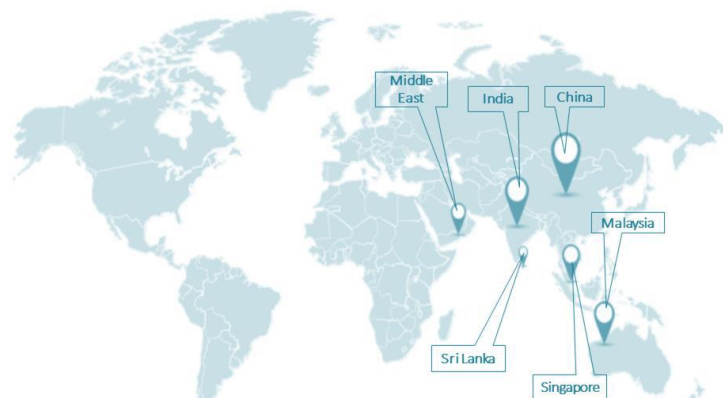 Middle
East
India
China
Malaysia
Sri Lanka
Singapore